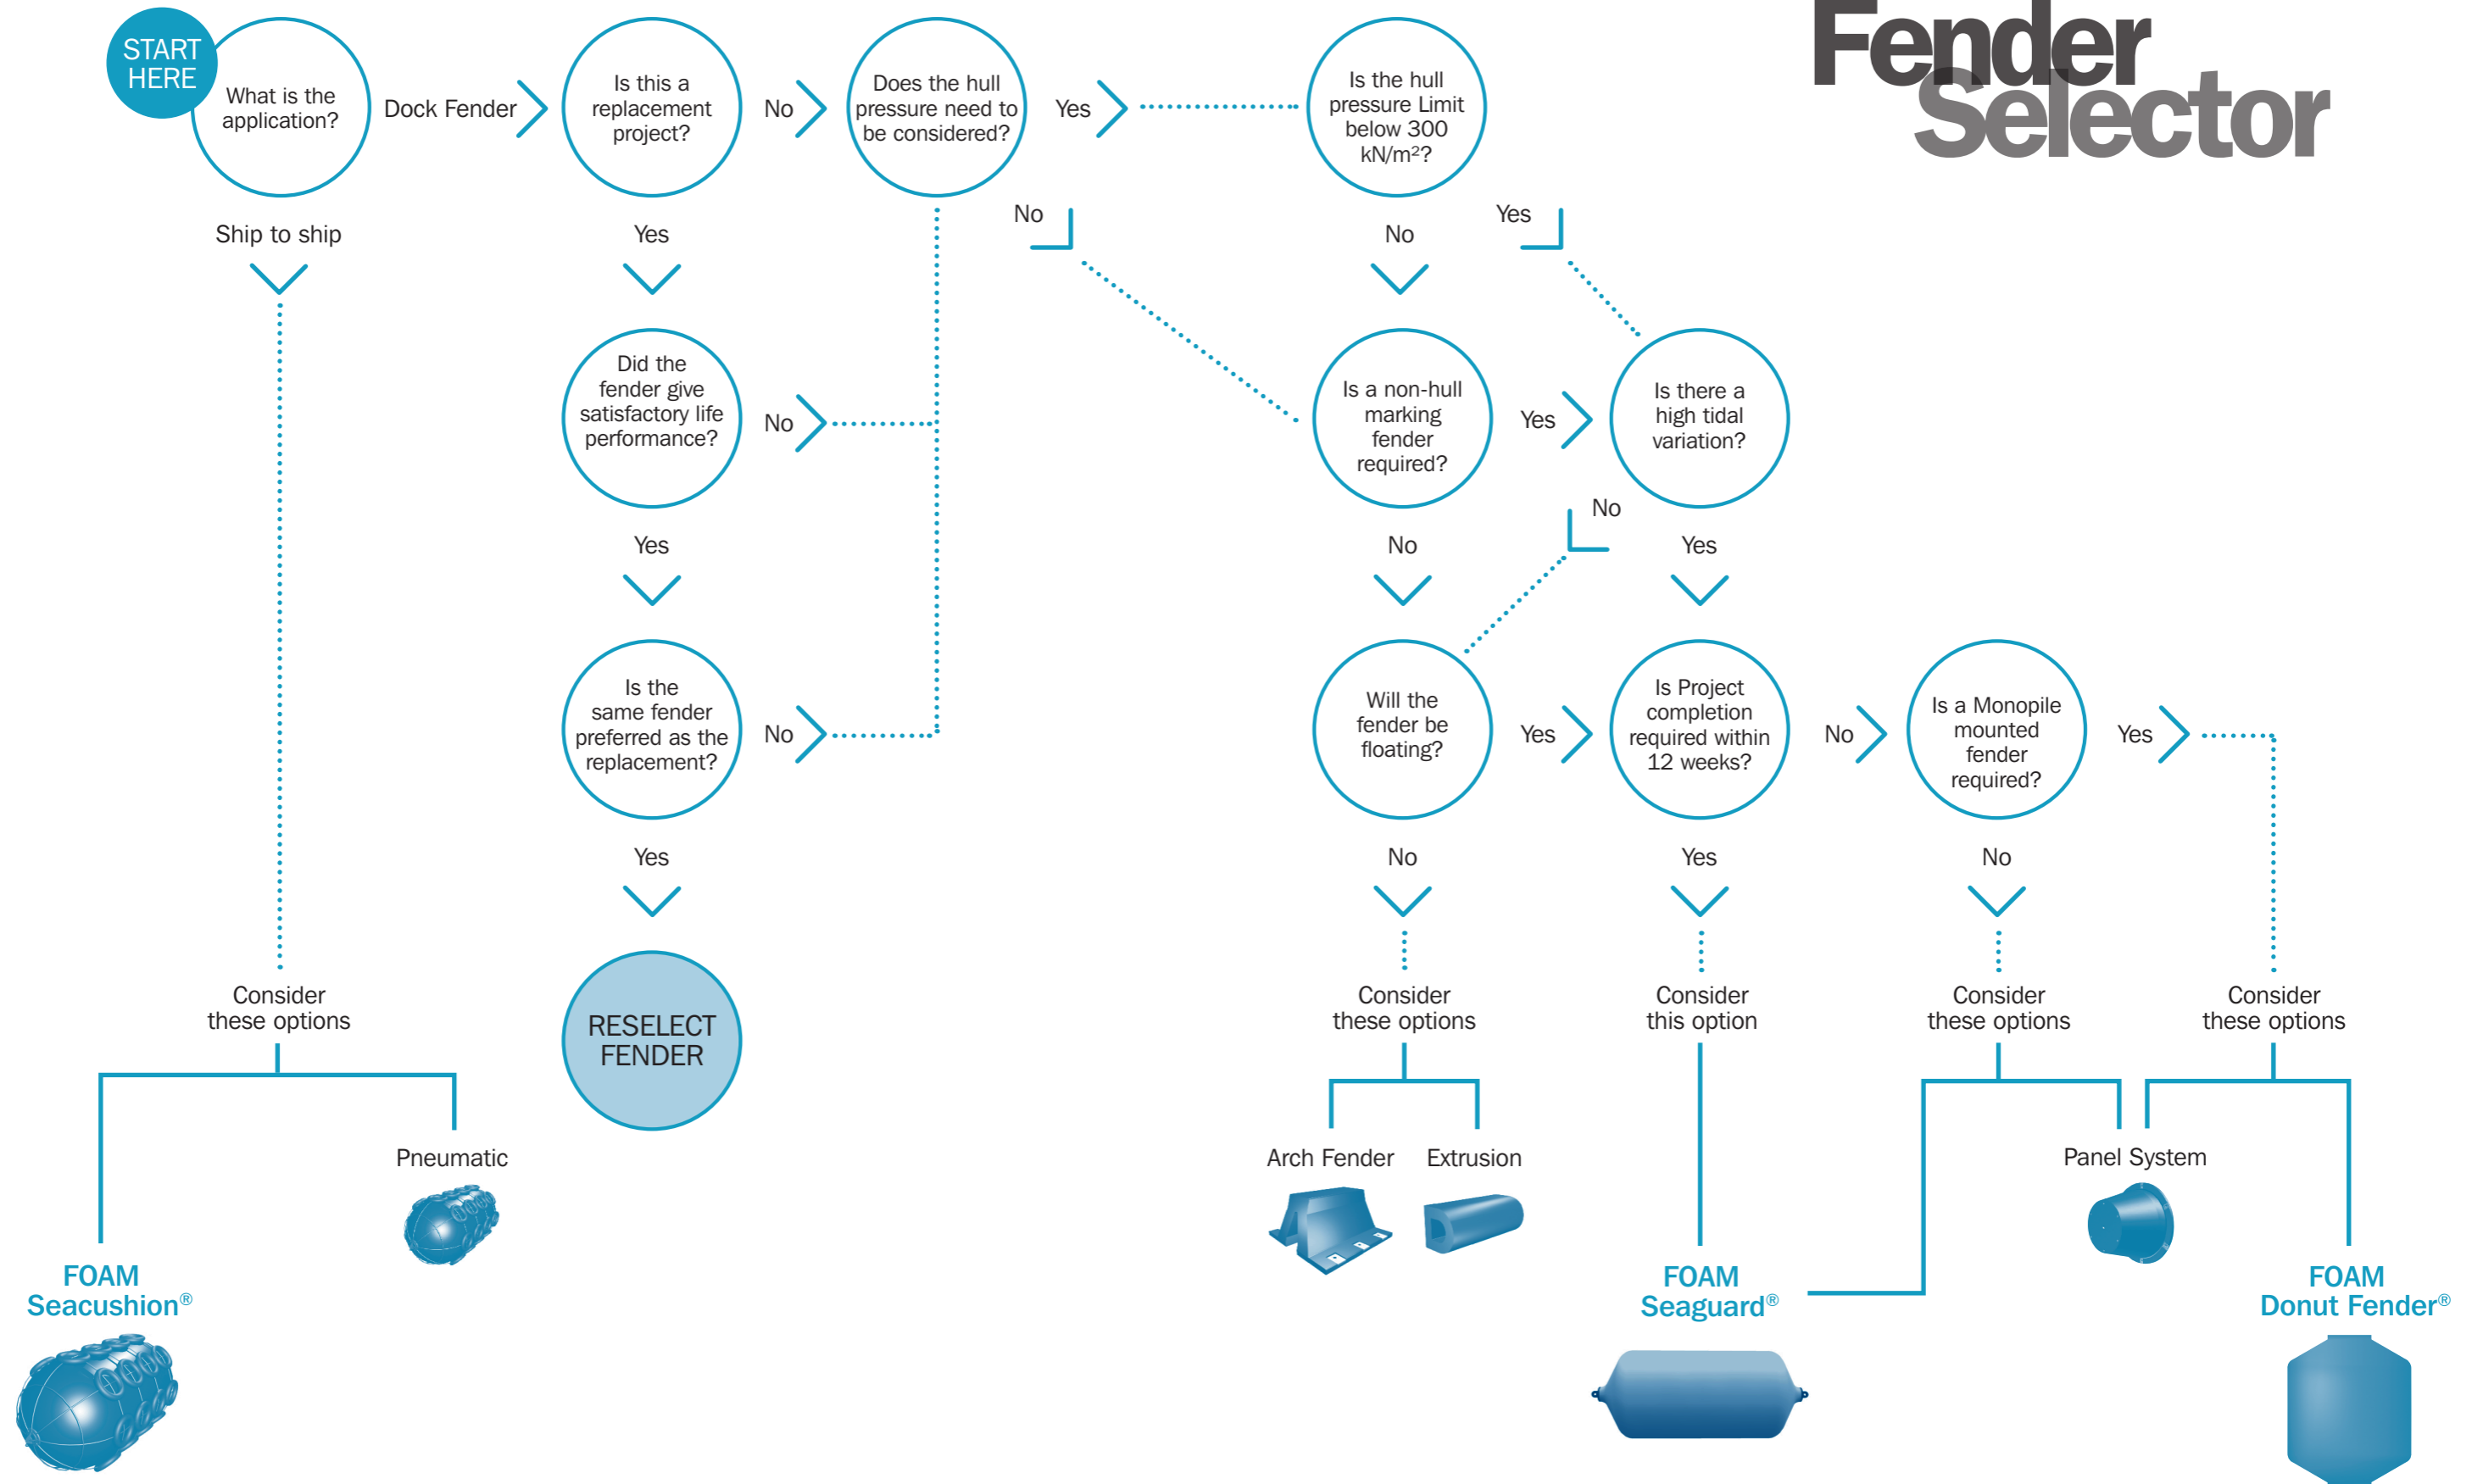 Fender
Selector
START
HERE
What is the
application?
Dock Fender
Is this a
replacement
project?
No
Does the hull
pressure need to
be considered?
Yes
Is the hull
pressure Limit
below 300
kN/m²?
Ship to ship
Yes
No
No
Yes
Did the
fender give
satisfactory life
performance?
No
Is a non-hull
marking
fender
required?
Yes
Is there a
high tidal
variation?
Yes
No
No
Yes
Is the
same fender
preferred as the
replacement?
No
Will the
fender be
floating?
Yes
Is Project
completion
required within
12 weeks?
No
Is a Monopile
mounted
fender
required?
Yes
Yes
No
Yes
No
Consider
these options
RESELECT
FENDER
Consider
these options
Consider
this option
Consider
these options
Consider
these options
Pneumatic
Arch Fender
Extrusion
Panel System
FOAM
Seacushion®
FOAM
Seaguard®
FOAM
Donut Fender®